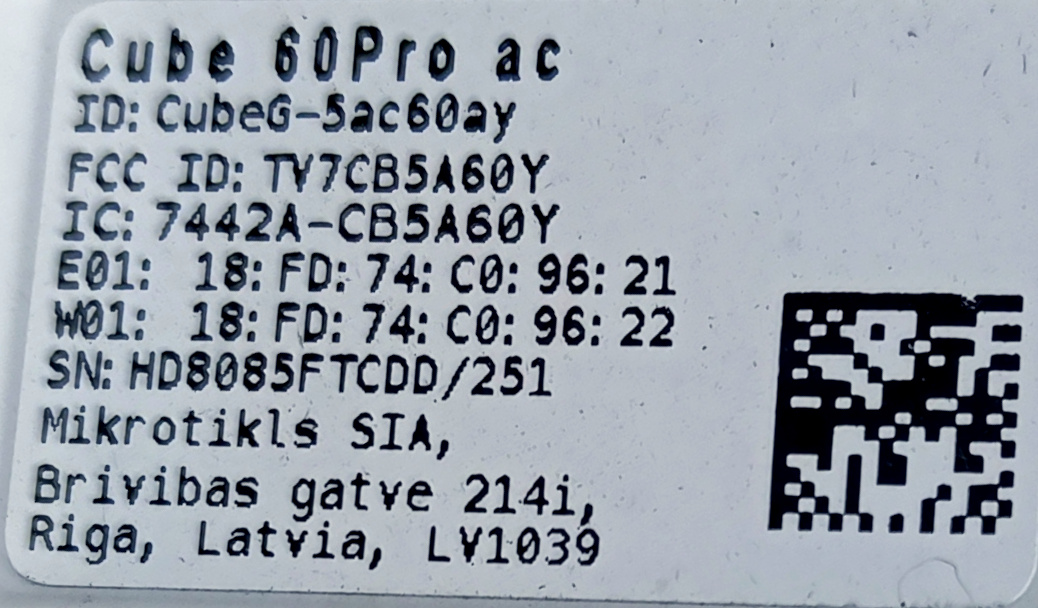 Cube 60Pro ac
ID: CubeG-5ac60ay
FCC ID: TV7CB5A60Y
IC: 7442A-CB5A60Y
E01: 18: FD: 74: C0: 96: 21
W01: 18: FD: 74: C0: 96: 22
SN: HD8085FTCDD/251
Mikrotikls SIA,
Brivibas gatve 214i,
Riga, Latvia, LV1039